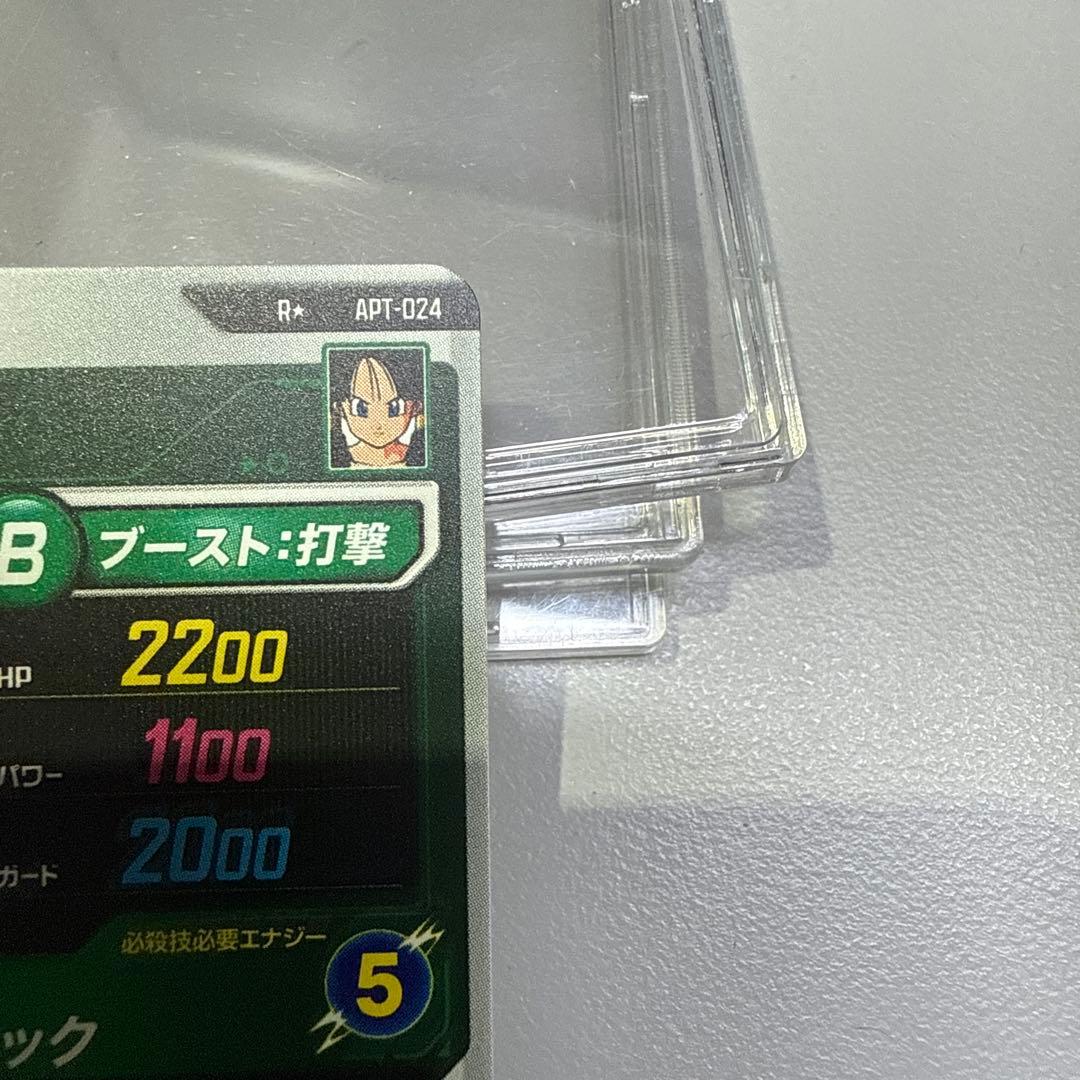 R★ APT-024
B ブースト:打撃
HP 2200
パワー 1100
ガード 2000
必殺技必要エナジー
5
ック